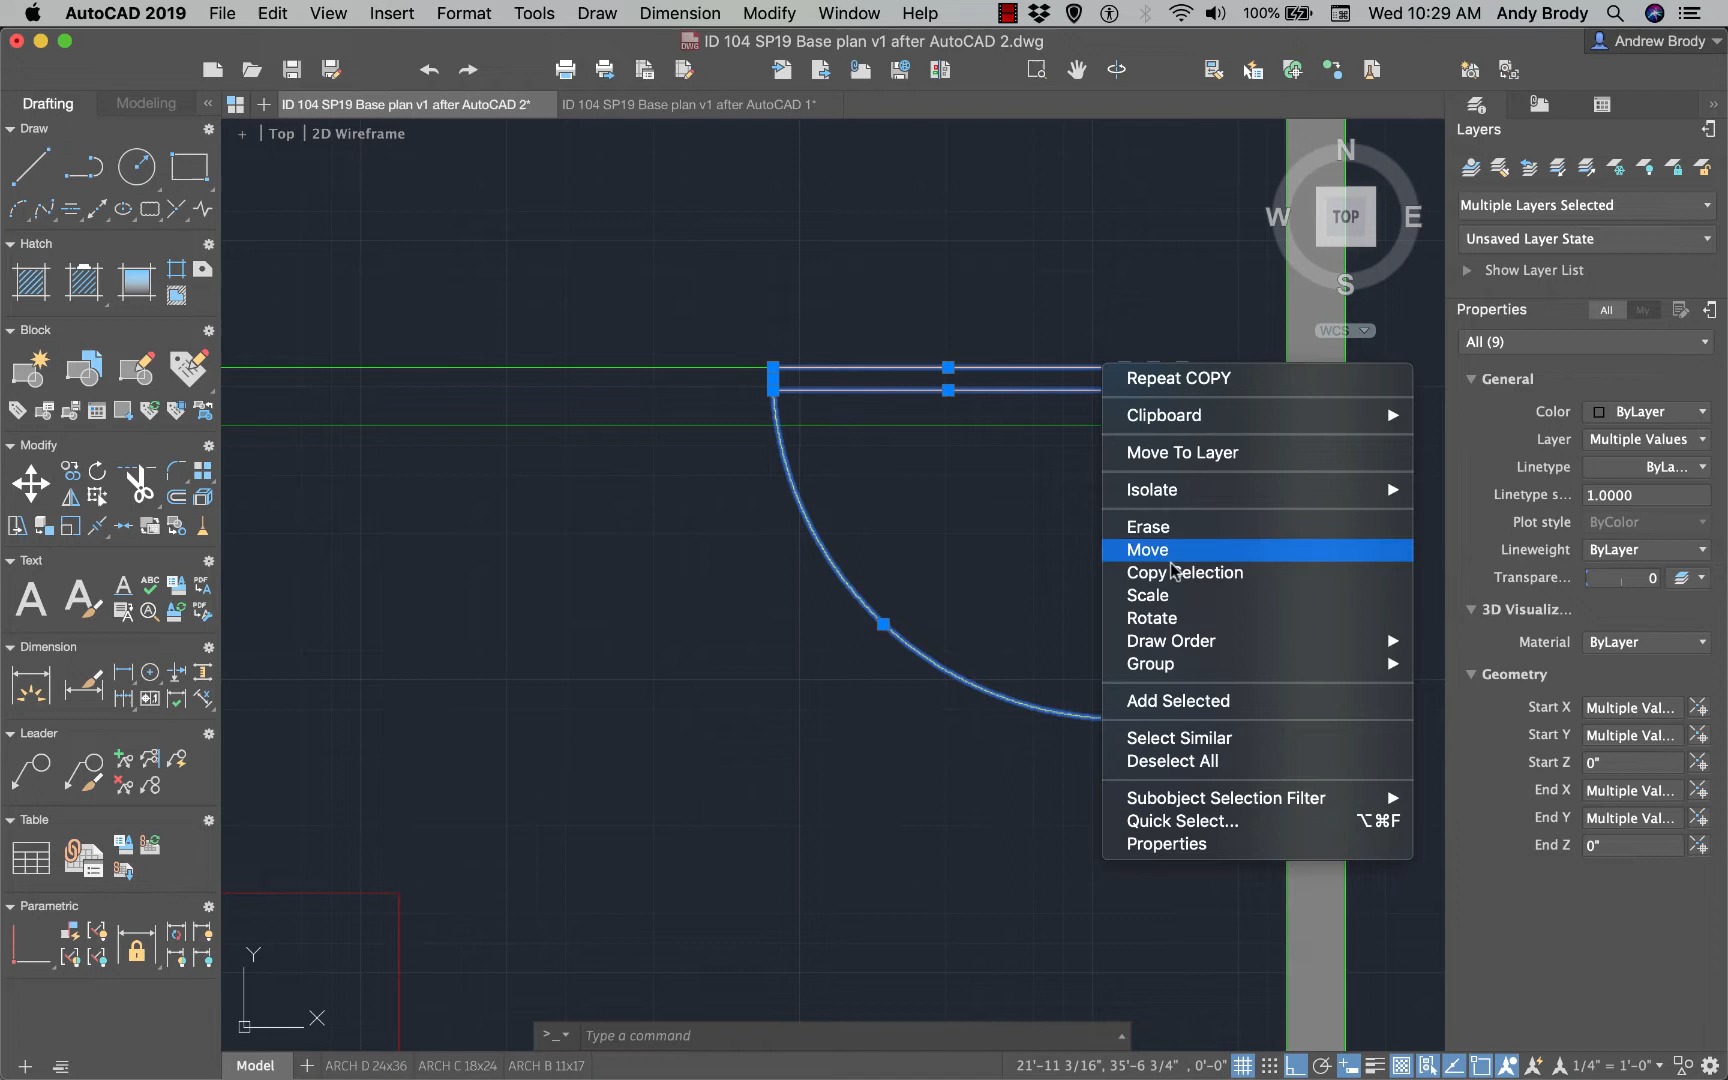 AutoCAD 2019 File Edit View Insert Format Tools Draw Dimension Modify Window Help 100% Wed 10:29 AM Andy Brody
ID 104 SP19 Base plan v1 after AutoCAD 2.dwg
Andrew Brody
Drafting Modeling
ID 104 SP19 Base plan v1 after AutoCAD 2*
ID 104 SP19 Base plan v1 after AutoCAD 1*
+ | Top | 2D Wireframe
Draw
Hatch
Block
Modify
Text
A
ABC
PDF
PDF
Dimension
Leader
Table
Parametric
N
W TOP E
S
WCS
Repeat COPY
Clipboard
Move To Layer
Isolate
Erase
Move
Copy Selection
Scale
Rotate
Draw Order
Group
Add Selected
Select Similar
Deselect All
Subobject Selection Filter
Quick Select... ⌥⌘F
Properties
Y
X
>_ Type a command
Layers
Multiple Layers Selected
Unsaved Layer State
Show Layer List
Properties All My
All (9)
General
Color ByLayer
Layer Multiple Values
Linetype ByLa...
Linetype s... 1.0000
Plot style ByColor
Lineweight ByLayer
Transpare... 0
3D Visualiz...
Material ByLayer
Geometry
Start X Multiple Val...
Start Y Multiple Val...
Start Z 0"
End X Multiple Val...
End Y Multiple Val...
End Z 0"
Model + ARCH D 24x36 ARCH C 18x24 ARCH B 11x17
21'-11 3/16", 35'-6 3/4" , 0'-0" 1/4" = 1'-0"